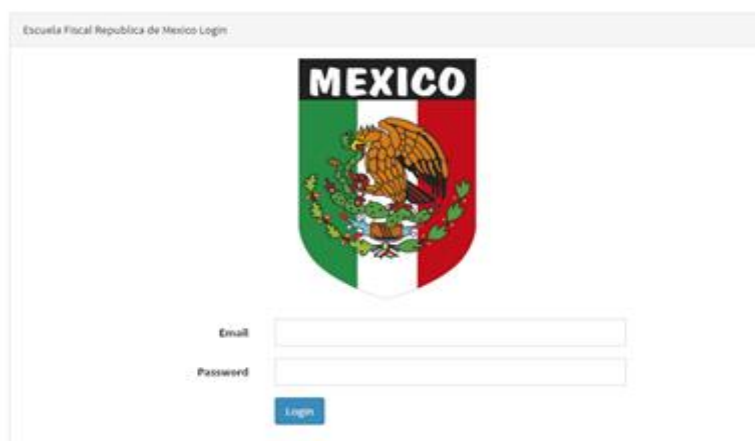 Escuela Fiscal Republica de Mexico Login
MEXICO
Email
Password
Login